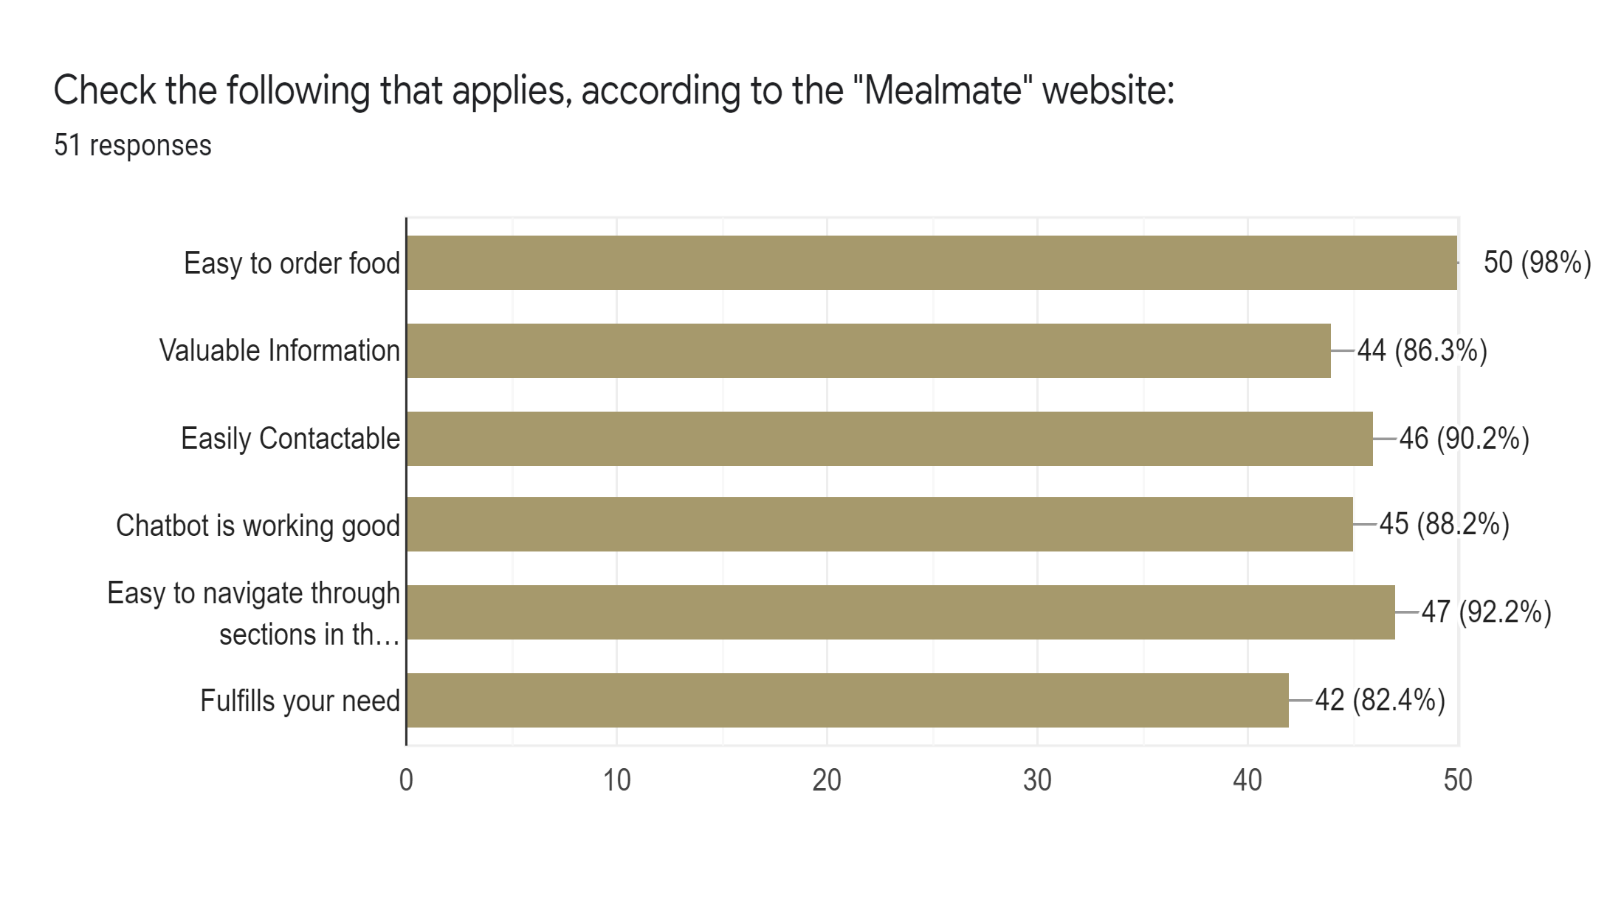 Check the following that applies, according to the "Mealmate" website:
51 responses
Easy to order food
50 (98%)
Valuable Information
44 (86.3%)
Easily Contactable
46 (90.2%)
Chatbot is working good
45 (88.2%)
Easy to navigate through
sections in th…
47 (92.2%)
Fulfills your need
42 (82.4%)
0 10 20 30 40 50